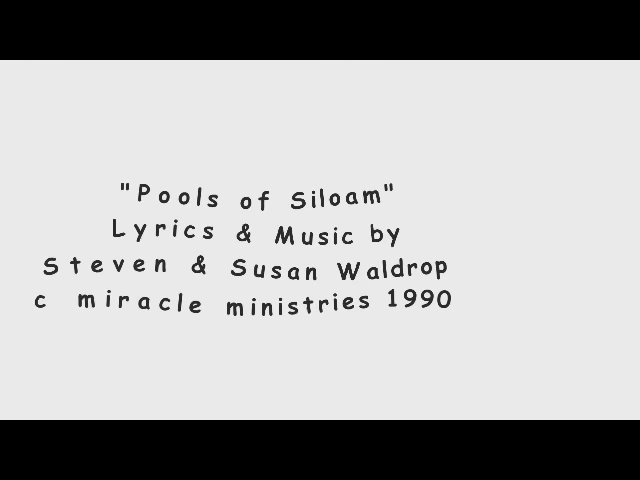 "Pools of Siloam"
Lyrics & Music by
Steven & Susan Waldrop
c miracle ministries 1990